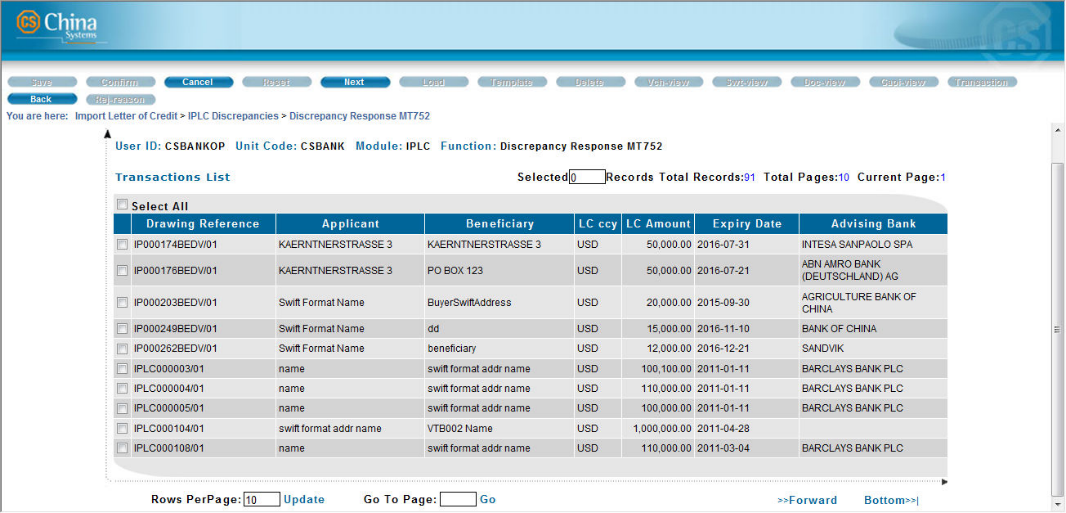 CS China
Systems
Save Confirm Cancel Reset Next Load Template Delete Vch-view Swt-view Doc-view Gapi-view Transaction
Back Rej-reason
You are here: Import Letter of Credit > IPLC Discrepancies > Discrepancy Response MT752
User ID: CSBANKOP Unit Code: CSBANK Module: IPLC Function: Discrepancy Response MT752
Transactions List Selected 0 Records Total Records:91 Total Pages:10 Current Page:1
Select All
Drawing Reference Applicant Beneficiary LC ccy LC Amount Expiry Date Advising Bank
IP000174BEDV/01 KAERNTNERSTRASSE 3 KAERNTNERSTRASSE 3 USD 50,000.00 2016-07-31 INTESA SANPAOLO SPA
IP000176BEDV/01 KAERNTNERSTRASSE 3 PO BOX 123 USD 50,000.00 2016-07-21 ABN AMRO BANK
(DEUTSCHLAND) AG
IP000203BEDV/01 Swift Format Name BuyerSwiftAddress USD 20,000.00 2015-09-30 AGRICULTURE BANK OF
CHINA
IP000249BEDV/01 Swift Format Name dd USD 15,000.00 2016-11-10 BANK OF CHINA
IP000262BEDV/01 Swift Format Name beneficiary USD 12,000.00 2016-12-21 SANDVIK
IPLC000003/01 name swift format addr name USD 100,100.00 2011-01-11 BARCLAYS BANK PLC
IPLC000004/01 name swift format addr name USD 110,000.00 2011-01-11 BARCLAYS BANK PLC
IPLC000005/01 name swift format addr name USD 100,000.00 2011-01-11 BARCLAYS BANK PLC
IPLC000104/01 swift format addr name VTB002 Name USD 1,000,000.00 2011-04-28
IPLC000108/01 name swift format addr name USD 110,000.00 2011-03-04 BARCLAYS BANK PLC
Rows PerPage: 10 Update Go To Page: Go >>Forward Bottom>>|